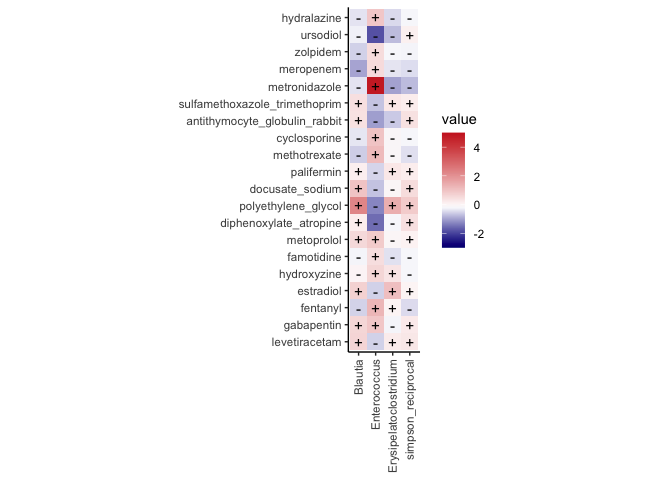 hydralazine - + - -
ursodiol - - - +
zolpidem - + - -
meropenem - + - -
metronidazole - + - -
sulfamethoxazole_trimethoprim + - + +
antithymocyte_globulin_rabbit + - - +
cyclosporine - + - -
methotrexate - + - -
palifermin + - + +
docusate_sodium + - - +
polyethylene_glycol + - + +
diphenoxylate_atropine + - - +
metoprolol + + - +
famotidine - + - -
hydroxyzine - + + -
estradiol + - + -
fentanyl - + + -
gabapentin + + - +
levetiracetam + - + +
Blautia
Enterococcus
Erysipelatoclostridium
simpson_reciprocal
value
4
2
0
-2